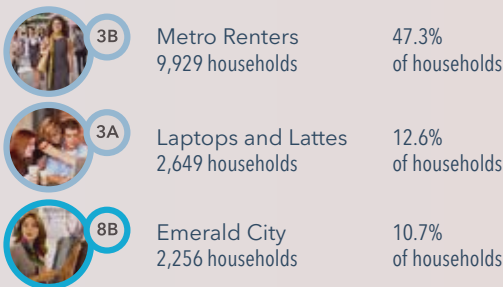 3B
Metro Renters
47.3%
9,929 households
of households
3A
Laptops and Lattes
12.6%
2,649 households
of households
8B
Emerald City
10.7%
2,256 households
of households